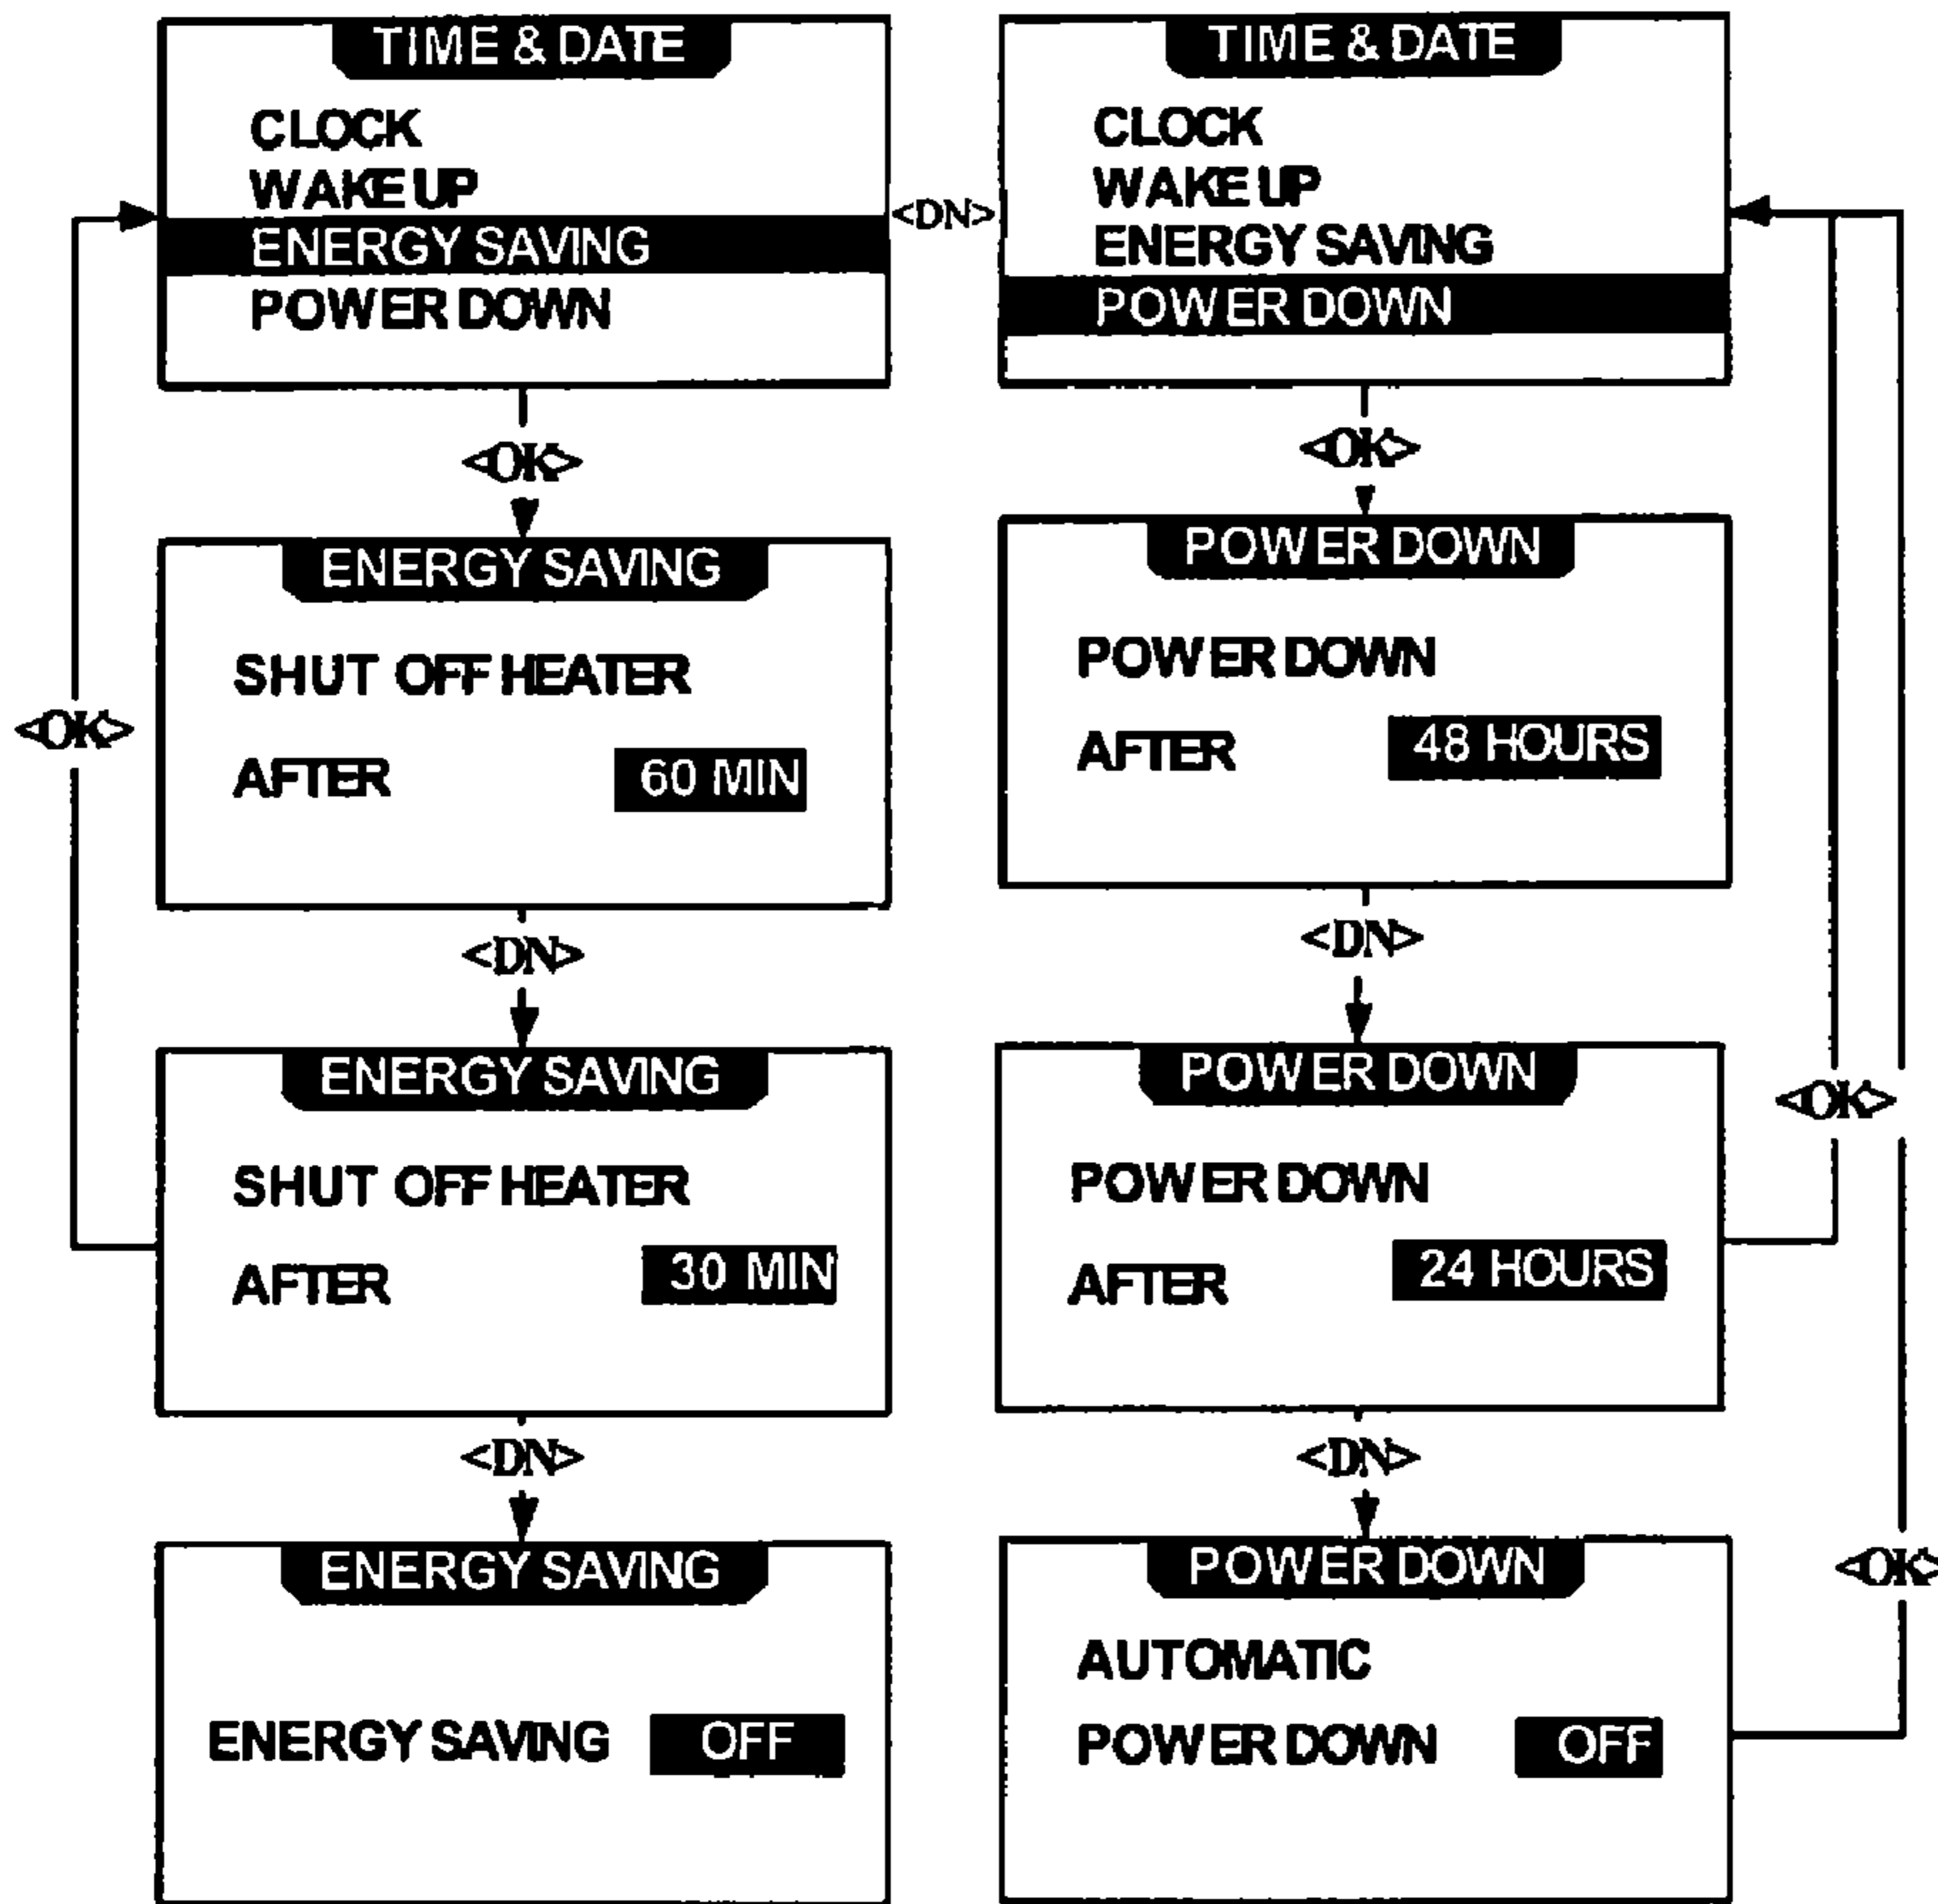 TIME & DATE
CLOCK
WAKE UP
ENERGY SAVING
POWER DOWN
<DN>
TIME & DATE
CLOCK
WAKE UP
ENERGY SAVING
POWER DOWN
<OK>
<OK>
ENERGY SAVING
SHUT OFF HEATER
AFTER 60 MIN
POWER DOWN
POWER DOWN
AFTER 48 HOURS
<OK>
<DN>
<DN>
ENERGY SAVING
SHUT OFF HEATER
AFTER 30 MIN
POWER DOWN
POWER DOWN
AFTER 24 HOURS
<OK>
<DN>
<DN>
ENERGY SAVING
ENERGY SAVING OFF
POWER DOWN
AUTOMATIC
POWER DOWN OFF
<OK>